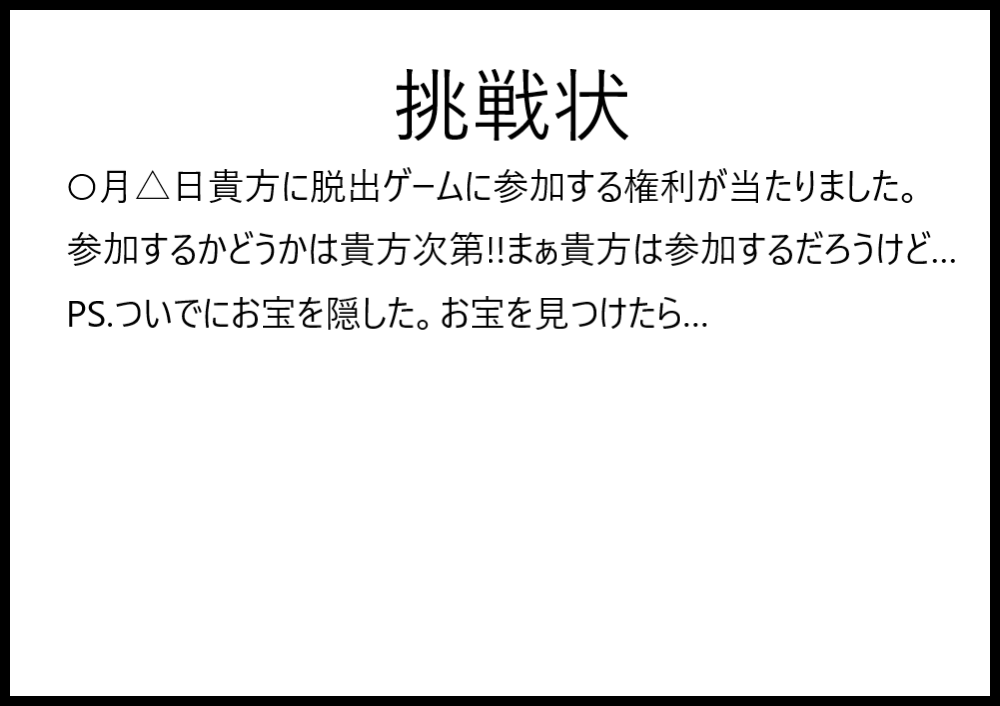 挑戦状
○月△日貴方に脱出ゲームに参加する権利が当たりました。
参加するかどうかは貴方次第!!まぁ貴方は参加するだろうけど...
PS.ついでにお宝を隠した。お宝を見つけたら...